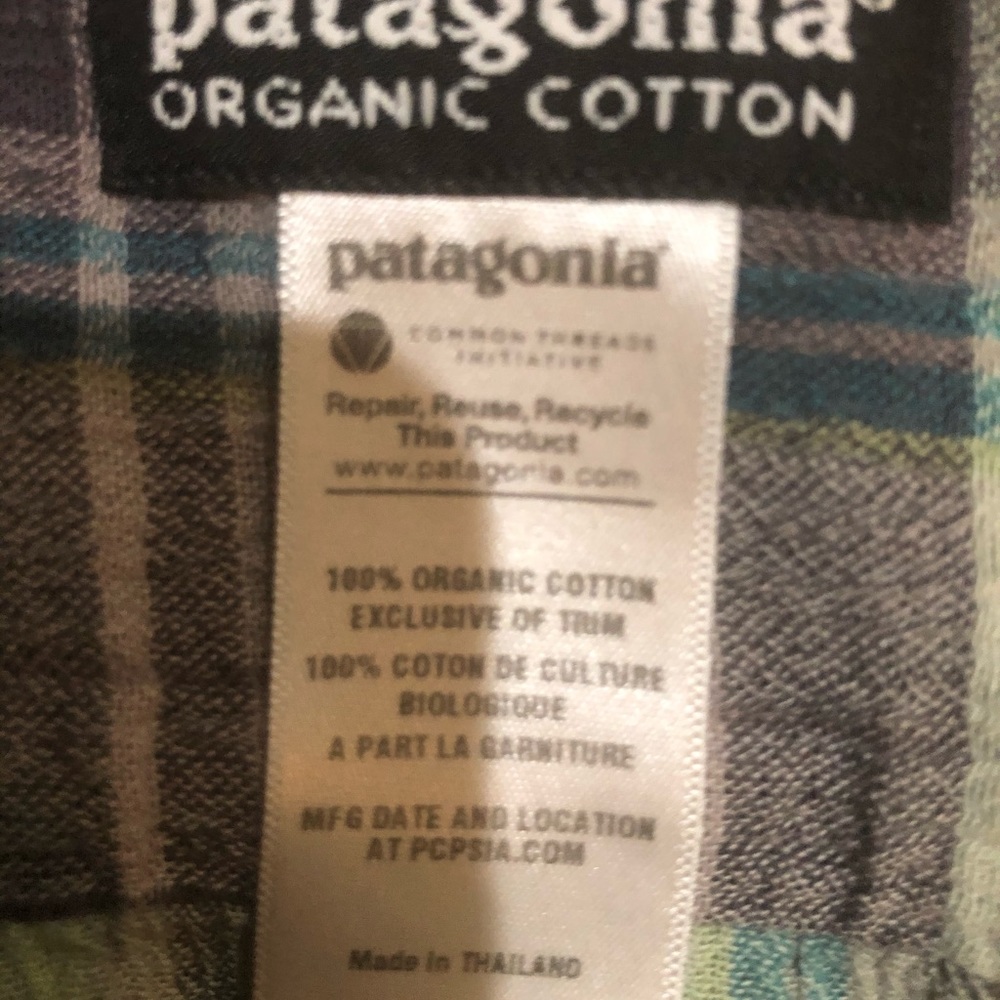 patagonia®
ORGANIC COTTON
patagonia®
COMMON THREADS
INITIATIVE
Repair, Reuse, Recycle
This Product
www.patagonia.com
100% ORGANIC COTTON
EXCLUSIVE OF TRIM
100% COTON DE CULTURE
BIOLOGIQUE
A PART LA GARNITURE
MFG DATE AND LOCATION
AT PCPSIA.COM
Made in THAILAND